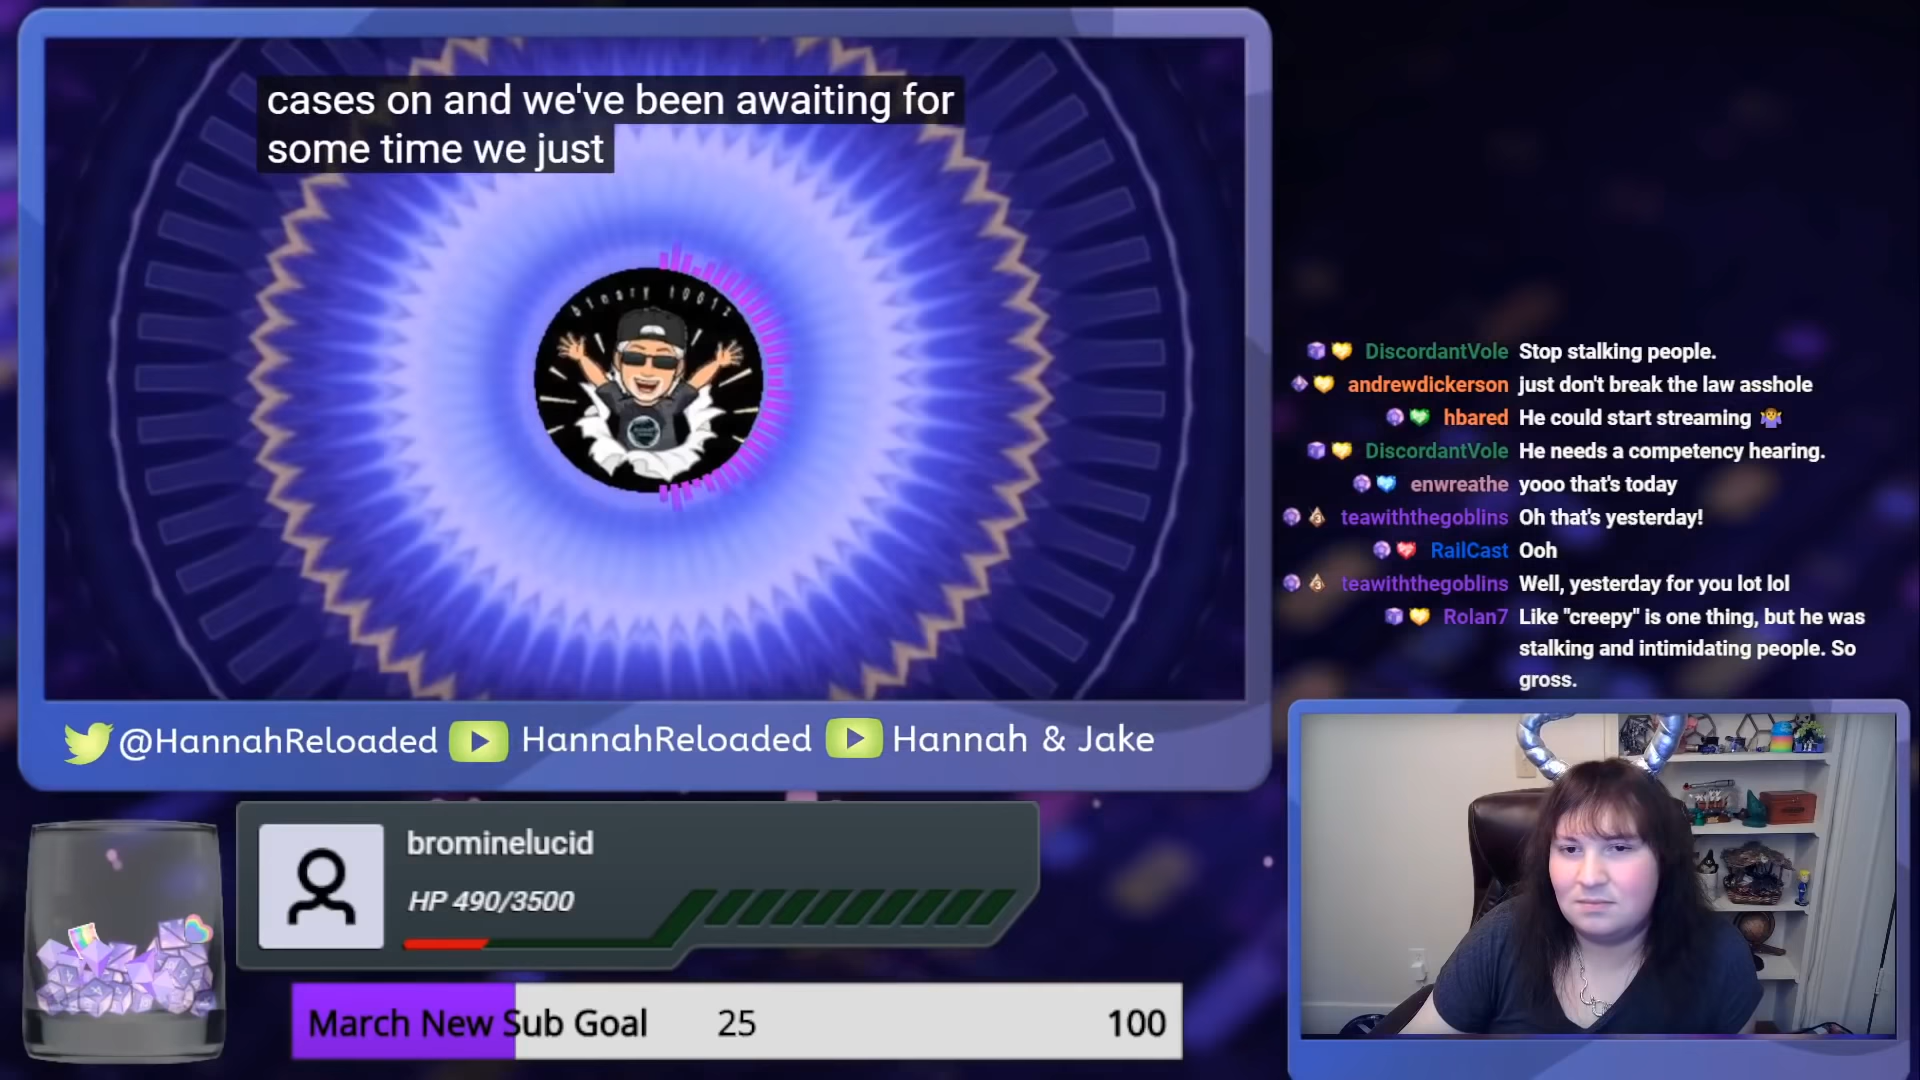 cases on and we've been awaiting for
some time we just
binary
@HannahReloaded HannahReloaded Hannah & Jake
DiscordantVole Stop stalking people.
andrewdickerson just don't break the law asshole
hbared He could start streaming 🤷
DiscordantVole He needs a competency hearing.
enwreathe yooo that's today
teawiththegoblins Oh that's yesterday!
RailCast Ooh
teawiththegoblins Well, yesterday for you lot lol
Rolan7 Like "creepy" is one thing, but he was
stalking and intimidating people. So
gross.
brominelucid
HP 490/3500
March New Sub Goal 25 100